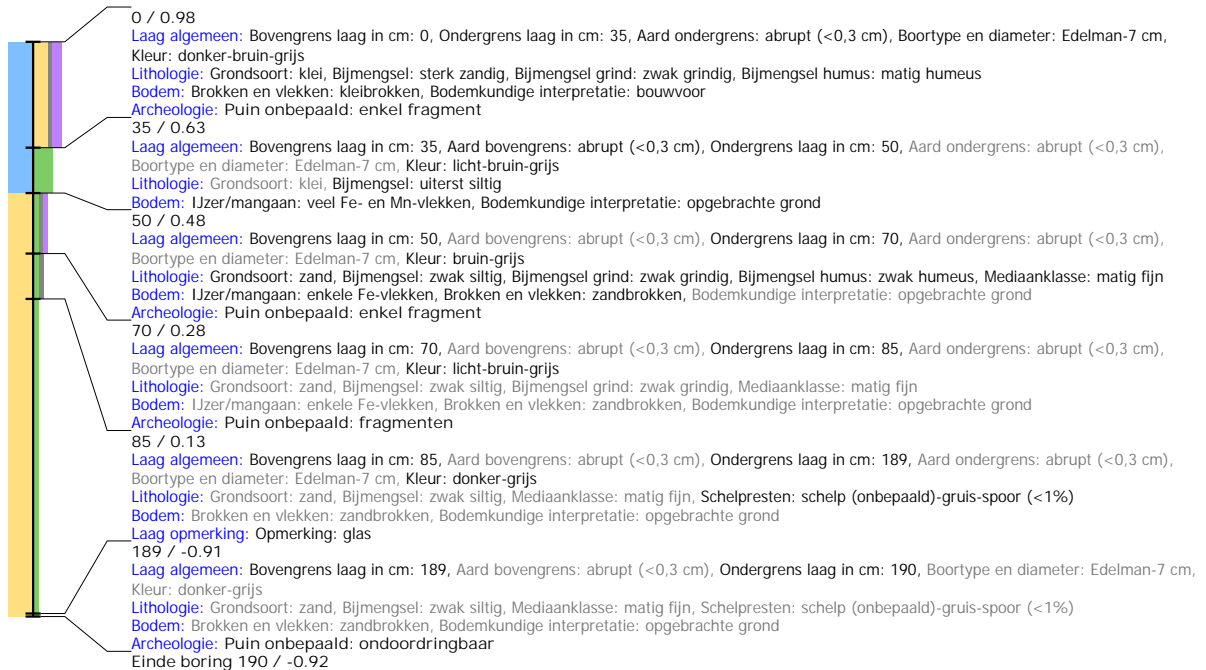 0 / 0.98
Laag algemeen: Bovengrens laag in cm: 0, Ondergrens laag in cm: 35, Aard ondergrens: abrupt (<0,3 cm), Boortype en diameter: Edelman-7 cm,
Kleur: donker-bruin-grijs
Lithologie: Grondsoort: klei, Bijmengsel: sterk zandig, Bijmengsel grind: zwak grindig, Bijmengsel humus: matig humeus
Bodem: Brokken en vlekken: kleibrokken, Bodemkundige interpretatie: bouwvoor
Archeologie: Puin onbepaald: enkel fragment
35 / 0.63
Laag algemeen: Bovengrens laag in cm: 35, Aard bovengrens: abrupt (<0,3 cm), Ondergrens laag in cm: 50, Aard ondergrens: abrupt (<0,3 cm),
Boortype en diameter: Edelman-7 cm, Kleur: licht-bruin-grijs
Lithologie: Grondsoort: klei, Bijmengsel: uiterst siltig
Bodem: IJzer/mangaan: veel Fe- en Mn-vlekken, Bodemkundige interpretatie: opgebrachte grond
50 / 0.48
Laag algemeen: Bovengrens laag in cm: 50, Aard bovengrens: abrupt (<0,3 cm), Ondergrens laag in cm: 70, Aard ondergrens: abrupt (<0,3 cm),
Boortype en diameter: Edelman-7 cm, Kleur: bruin-grijs
Lithologie: Grondsoort: zand, Bijmengsel: zwak siltig, Bijmengsel grind: zwak grindig, Bijmengsel humus: zwak humeus, Mediaanklasse: matig fijn
Bodem: IJzer/mangaan: enkele Fe-vlekken, Brokken en vlekken: zandbrokken, Bodemkundige interpretatie: opgebrachte grond
Archeologie: Puin onbepaald: enkel fragment
70 / 0.28
Laag algemeen: Bovengrens laag in cm: 70, Aard bovengrens: abrupt (<0,3 cm), Ondergrens laag in cm: 85, Aard ondergrens: abrupt (<0,3 cm),
Boortype en diameter: Edelman-7 cm, Kleur: licht-bruin-grijs
Lithologie: Grondsoort: zand, Bijmengsel: zwak siltig, Bijmengsel grind: zwak grindig, Mediaanklasse: matig fijn
Bodem: IJzer/mangaan: enkele Fe-vlekken, Brokken en vlekken: zandbrokken, Bodemkundige interpretatie: opgebrachte grond
Archeologie: Puin onbepaald: fragmenten
85 / 0.13
Laag algemeen: Bovengrens laag in cm: 85, Aard bovengrens: abrupt (<0,3 cm), Ondergrens laag in cm: 189, Aard ondergrens: abrupt (<0,3 cm),
Boortype en diameter: Edelman-7 cm, Kleur: donker-grijs
Lithologie: Grondsoort: zand, Bijmengsel: zwak siltig, Mediaanklasse: matig fijn, Schelpresten: schelp (onbepaald)-gruis-spoor (<1%)
Bodem: Brokken en vlekken: zandbrokken, Bodemkundige interpretatie: opgebrachte grond
Laag opmerking: Opmerking: glas
189 / -0.91
Laag algemeen: Bovengrens laag in cm: 189, Aard bovengrens: abrupt (<0,3 cm), Ondergrens laag in cm: 190, Boortype en diameter: Edelman-7 cm,
Kleur: donker-grijs
Lithologie: Grondsoort: zand, Bijmengsel: zwak siltig, Mediaanklasse: matig fijn, Schelpresten: schelp (onbepaald)-gruis-spoor (<1%)
Bodem: Brokken en vlekken: zandbrokken, Bodemkundige interpretatie: opgebrachte grond
Archeologie: Puin onbepaald: ondoordringbaar
Einde boring 190 / -0.92